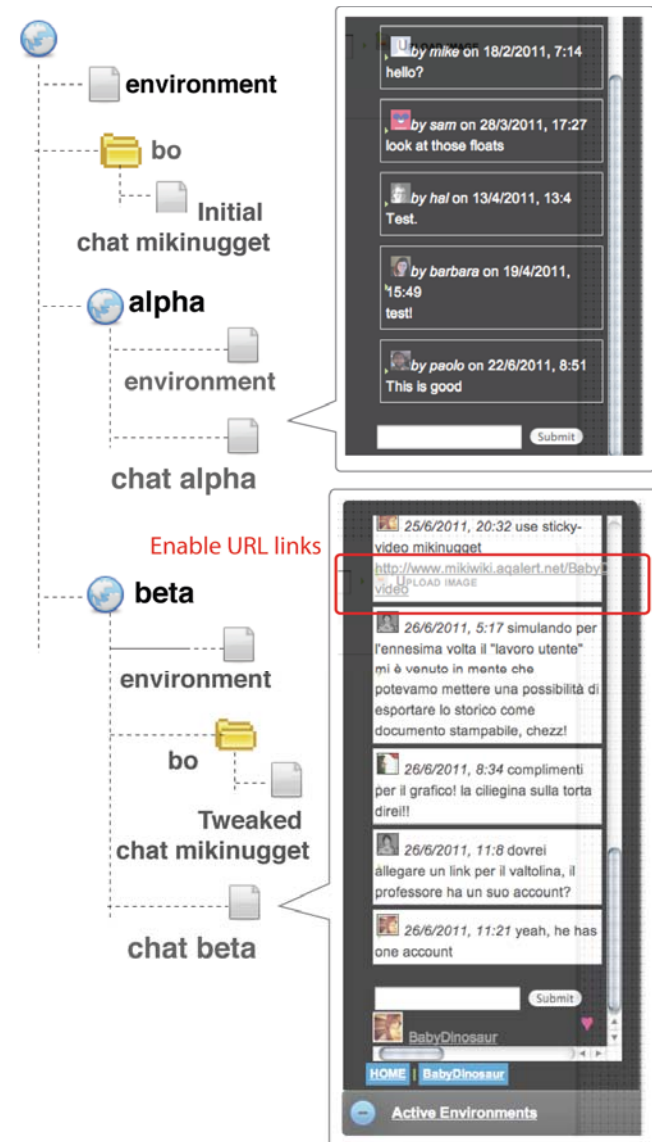 environment
bo
Initial
chat mikinugget
alpha
environment
chat alpha
Enable URL links
beta
environment
bo
Tweaked
chat mikinugget
chat beta
UPLOAD IMAGE
by mike on 18/2/2011, 7:14
hello?
by sam on 28/3/2011, 17:27
look at those floats
by hal on 13/4/2011, 13:4
Test.
by barbara on 19/4/2011,
15:49
test!
by paolo on 22/6/2011, 8:51
This is good
Submit
25/6/2011, 20:32 use sticky-
video mikinugget
http://www.mikiwiki.aqalert.net/BabyD
UPLOAD IMAGE
video
26/6/2011, 5:17 simulando per
l'ennesima volta il "lavoro utente"
mi è venuto in mente che
potevamo mettere una possibilità di
esportare lo storico come
documento stampabile, chezz!
26/6/2011, 8:34 complimenti
per il grafico! la ciliegina sulla torta
direi!!
26/6/2011, 11:8 dovrei
allegare un link per il valtolina, il
professore ha un suo account?
26/6/2011, 11:21 yeah, he has
one account
Submit
BabyDinosaur
HOME | BabyDinosaur
Active Environments